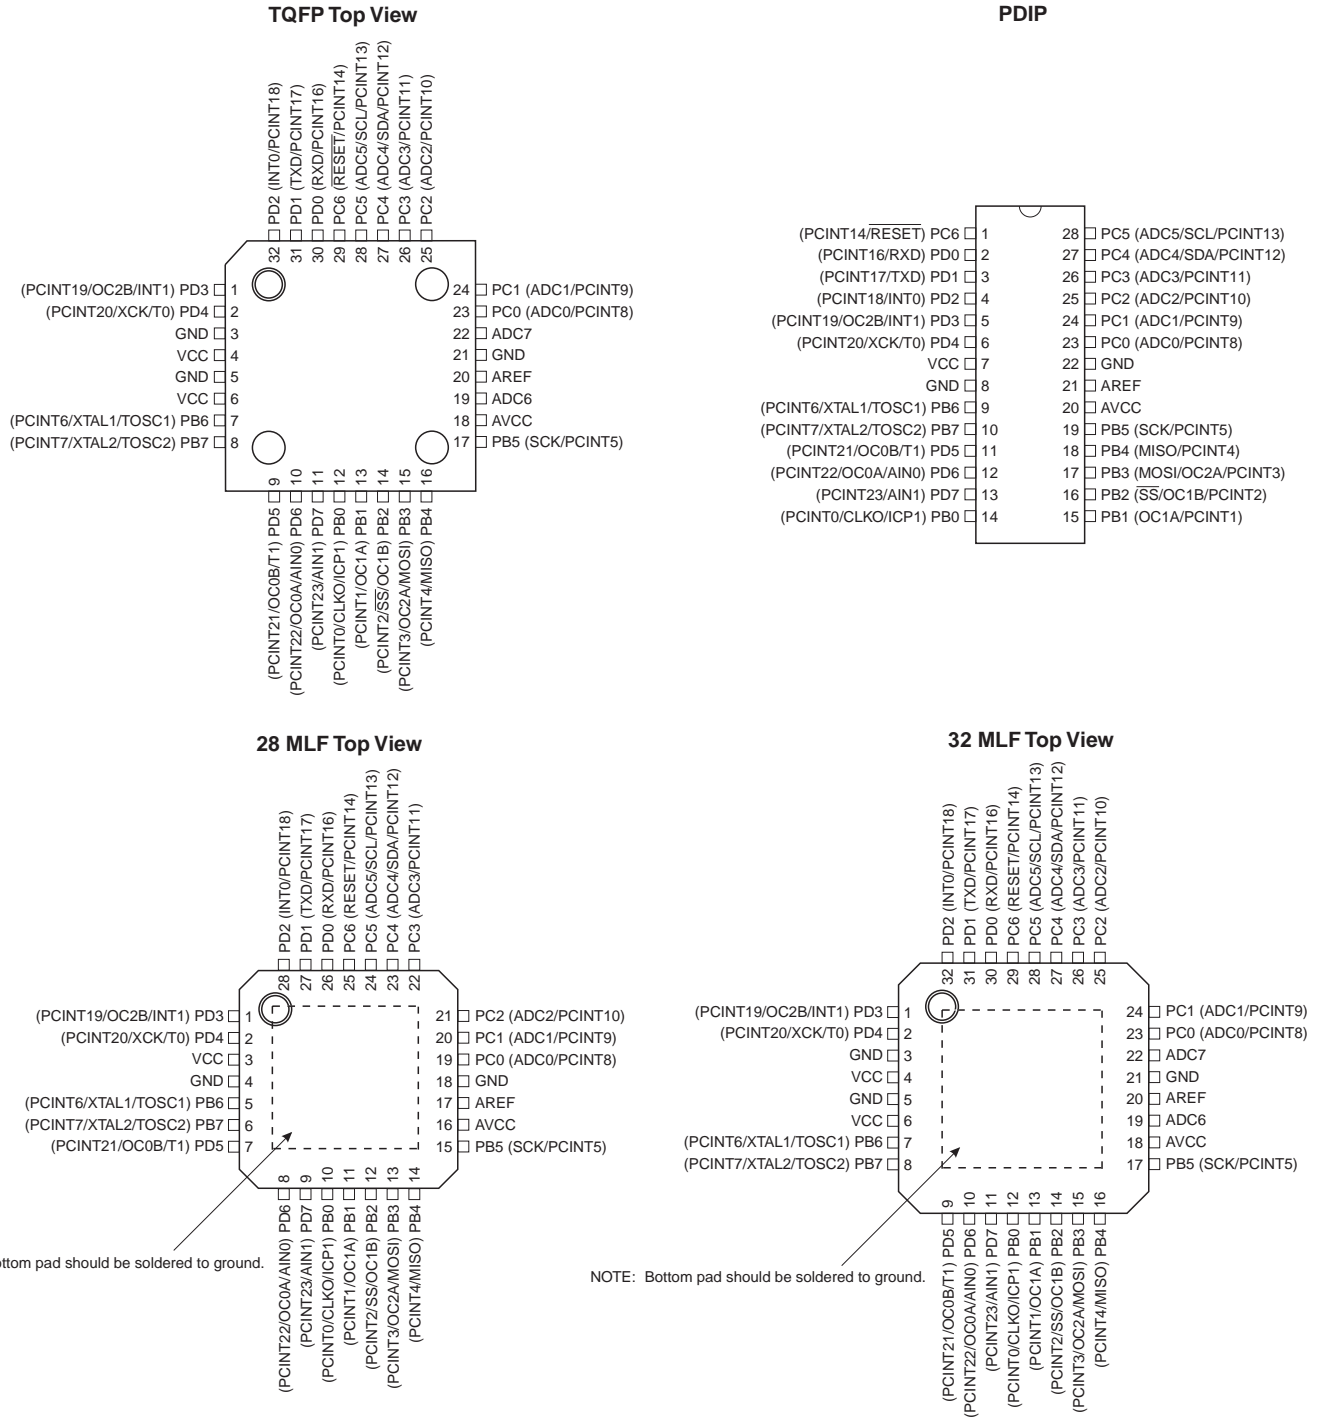 TQFP Top View
PD2 (INT0/PCINT18)
PD1 (TXD/PCINT17)
PD0 (RXD/PCINT16)
PC6 (RESET/PCINT14)
PC5 (ADC5/SCL/PCINT13)
PC4 (ADC4/SDA/PCINT12)
PC3 (ADC3/PCINT11)
PC2 (ADC2/PCINT10)
32 31 30 29 28 27 26 25
(PCINT19/OC2B/INT1) PD3 1
(PCINT20/XCK/T0) PD4 2
GND 3
VCC 4
GND 5
VCC 6
(PCINT6/XTAL1/TOSC1) PB6 7
(PCINT7/XTAL2/TOSC2) PB7 8
24 PC1 (ADC1/PCINT9)
23 PC0 (ADC0/PCINT8)
22 ADC7
21 GND
20 AREF
19 ADC6
18 AVCC
17 PB5 (SCK/PCINT5)
9 10 11 12 13 14 15 16
(PCINT21/OC0B/T1) PD5
(PCINT22/OC0A/AIN0) PD6
(PCINT23/AIN1) PD7
(PCINT0/CLKO/ICP1) PB0
(PCINT1/OC1A) PB1
(PCINT2/SS/OC1B) PB2
(PCINT3/OC2A/MOSI) PB3
(PCINT4/MISO) PB4
PDIP
(PCINT14/RESET) PC6 1
(PCINT16/RXD) PD0 2
(PCINT17/TXD) PD1 3
(PCINT18/INT0) PD2 4
(PCINT19/OC2B/INT1) PD3 5
(PCINT20/XCK/T0) PD4 6
VCC 7
GND 8
(PCINT6/XTAL1/TOSC1) PB6 9
(PCINT7/XTAL2/TOSC2) PB7 10
(PCINT21/OC0B/T1) PD5 11
(PCINT22/OC0A/AIN0) PD6 12
(PCINT23/AIN1) PD7 13
(PCINT0/CLKO/ICP1) PB0 14
28 PC5 (ADC5/SCL/PCINT13)
27 PC4 (ADC4/SDA/PCINT12)
26 PC3 (ADC3/PCINT11)
25 PC2 (ADC2/PCINT10)
24 PC1 (ADC1/PCINT9)
23 PC0 (ADC0/PCINT8)
22 GND
21 AREF
20 AVCC
19 PB5 (SCK/PCINT5)
18 PB4 (MISO/PCINT4)
17 PB3 (MOSI/OC2A/PCINT3)
16 PB2 (SS/OC1B/PCINT2)
15 PB1 (OC1A/PCINT1)
28 MLF Top View
PD2 (INT0/PCINT18)
PD1 (TXD/PCINT17)
PD0 (RXD/PCINT16)
PC6 (RESET/PCINT14)
PC5 (ADC5/SCL/PCINT13)
PC4 (ADC4/SDA/PCINT12)
PC3 (ADC3/PCINT11)
28 27 26 25 24 23 22
(PCINT19/OC2B/INT1) PD3 1
(PCINT20/XCK/T0) PD4 2
VCC 3
GND 4
(PCINT6/XTAL1/TOSC1) PB6 5
(PCINT7/XTAL2/TOSC2) PB7 6
(PCINT21/OC0B/T1) PD5 7
21 PC2 (ADC2/PCINT10)
20 PC1 (ADC1/PCINT9)
19 PC0 (ADC0/PCINT8)
18 GND
17 AREF
16 AVCC
15 PB5 (SCK/PCINT5)
8 9 10 11 12 13 14
(PCINT22/OC0A/AIN0) PD6
(PCINT23/AIN1) PD7
(PCINT0/CLKO/ICP1) PB0
(PCINT1/OC1A) PB1
(PCINT2/SS/OC1B) PB2
(PCINT3/OC2A/MOSI) PB3
(PCINT4/MISO) PB4
ttom pad should be soldered to ground.
32 MLF Top View
PD2 (INT0/PCINT18)
PD1 (TXD/PCINT17)
PD0 (RXD/PCINT16)
PC6 (RESET/PCINT14)
PC5 (ADC5/SCL/PCINT13)
PC4 (ADC4/SDA/PCINT12)
PC3 (ADC3/PCINT11)
PC2 (ADC2/PCINT10)
32 31 30 29 28 27 26 25
(PCINT19/OC2B/INT1) PD3 1
(PCINT20/XCK/T0) PD4 2
GND 3
VCC 4
GND 5
VCC 6
(PCINT6/XTAL1/TOSC1) PB6 7
(PCINT7/XTAL2/TOSC2) PB7 8
24 PC1 (ADC1/PCINT9)
23 PC0 (ADC0/PCINT8)
22 ADC7
21 GND
20 AREF
19 ADC6
18 AVCC
17 PB5 (SCK/PCINT5)
9 10 11 12 13 14 15 16
(PCINT21/OC0B/T1) PD5
(PCINT22/OC0A/AIN0) PD6
(PCINT23/AIN1) PD7
(PCINT0/CLKO/ICP1) PB0
(PCINT1/OC1A) PB1
(PCINT2/SS/OC1B) PB2
(PCINT3/OC2A/MOSI) PB3
(PCINT4/MISO) PB4
NOTE: Bottom pad should be soldered to ground.